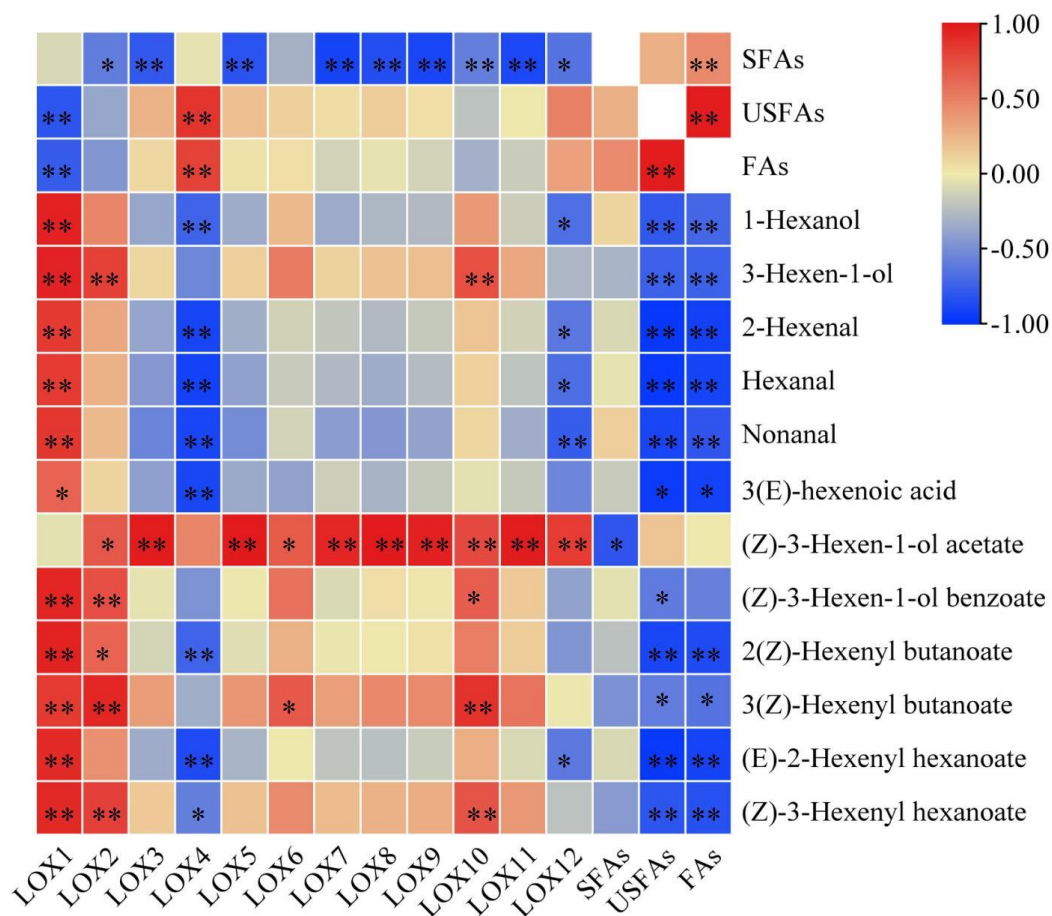 * ** ** ** ** ** ** ** * ** SFAs
** ** ** USFAs
** ** ** FAs
** ** * ** ** 1-Hexanol
** ** ** ** ** 3-Hexen-1-ol
** ** * ** ** 2-Hexenal
** ** * ** ** Hexanal
** ** ** ** ** Nonanal
* ** * * 3(E)-hexenoic acid
* ** ** * ** ** ** ** ** ** * (Z)-3-Hexen-1-ol acetate
** ** * * (Z)-3-Hexen-1-ol benzoate
** * ** ** ** 2(Z)-Hexenyl butanoate
** ** * ** * * 3(Z)-Hexenyl butanoate
** ** * ** ** (E)-2-Hexenyl hexanoate
** ** * ** ** ** (Z)-3-Hexenyl hexanoate
LOX1
LOX2
LOX3
LOX4
LOX5
LOX6
LOX7
LOX8
LOX9
LOX10
LOX11
LOX12
SFAs
USFAs
FAs
1.00
0.50
0.00
-0.50
-1.00